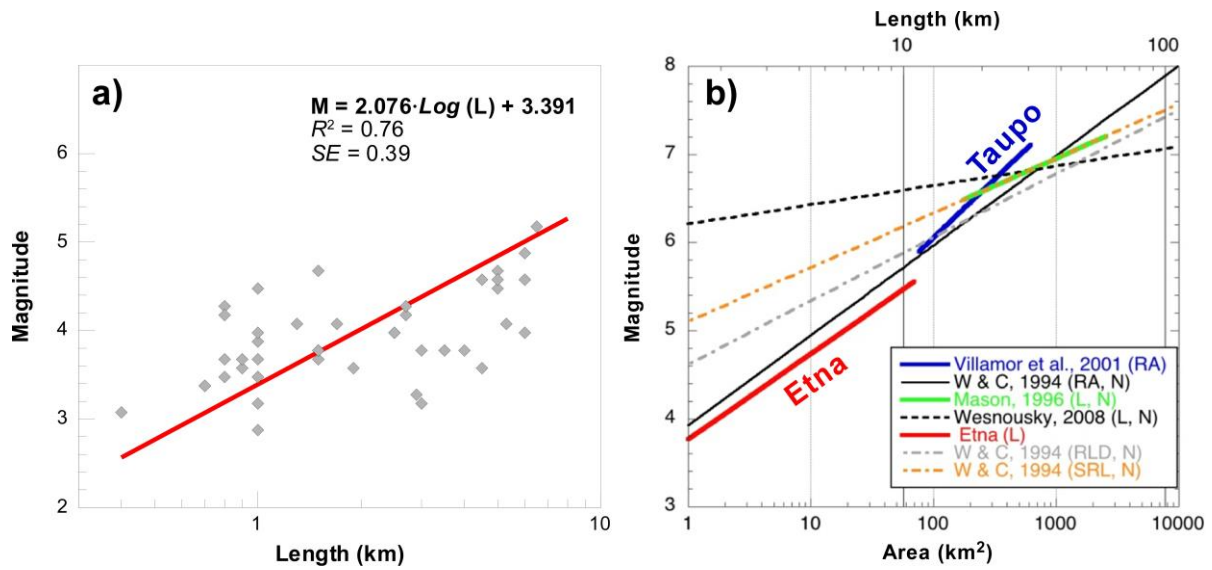 a)
M = 2.076·Log (L) + 3.391
R² = 0.76
SE = 0.39
Magnitude
6
5
4
3
2
1
10
Length (km)
b)
Length (km)
10
100
Magnitude
8
7
6
5
4
3
Taupo
Etna
Villamor et al., 2001 (RA)
W & C, 1994 (RA, N)
Mason, 1996 (L, N)
Wesnousky, 2008 (L, N)
Etna (L)
W & C, 1994 (RLD, N)
W & C, 1994 (SRL, N)
1
10
100
1000
10000
Area (km²)